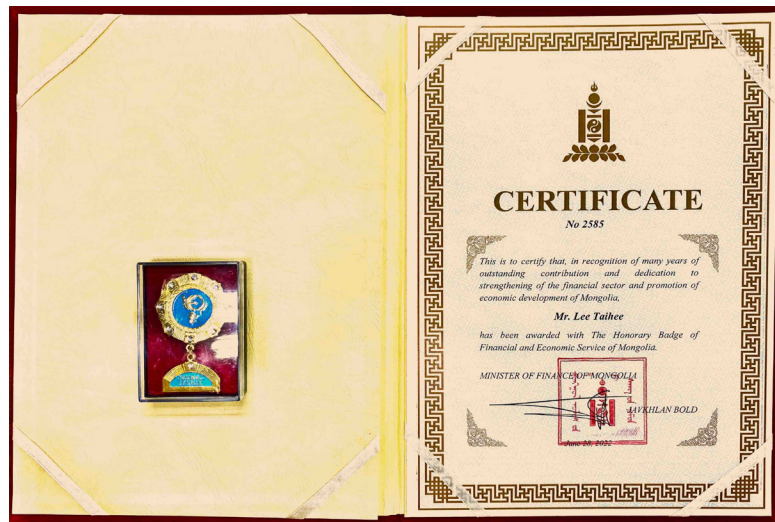 CERTIFICATE
No 2585
This is to certify that, in recognition of many years of
outstanding contribution and dedication to
strengthening of the financial sector and promotion of
economic development of Mongolia,
Mr. Lee Taihee
has been awarded with The Honorary Badge of
Financial and Economic Service of Mongolia.
MINISTER OF FINANCE OF MONGOLIA
JAVKHLAN BOLD
June 28, 2022